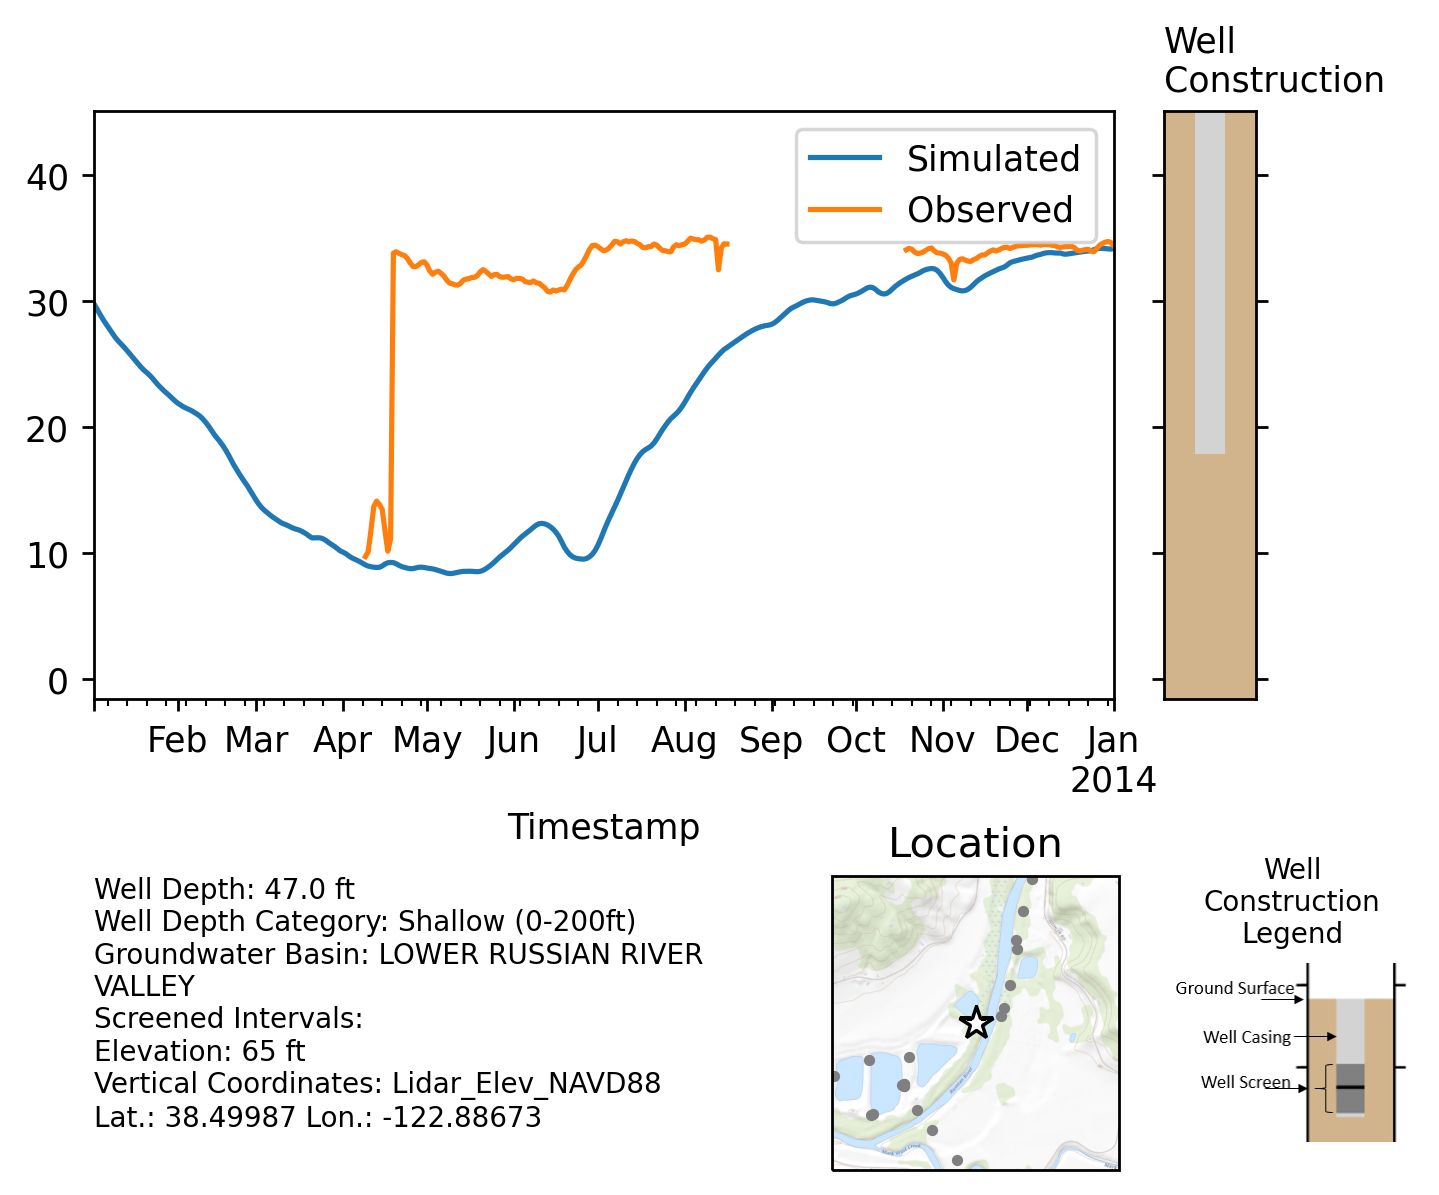 Well
Construction
Simulated
Observed
40
30
20
10
0
Feb Mar Apr May Jun Jul Aug Sep Oct Nov Dec Jan
2014
Timestamp
Well Depth: 47.0 ft
Well Depth Category: Shallow (0-200ft)
Groundwater Basin: LOWER RUSSIAN RIVER
VALLEY
Screened Intervals:
Elevation: 65 ft
Vertical Coordinates: Lidar_Elev_NAVD88
Lat.: 38.49987 Lon.: -122.88673
Location
Well
Construction
Legend
Ground Surface
Well Casing
Well Screen